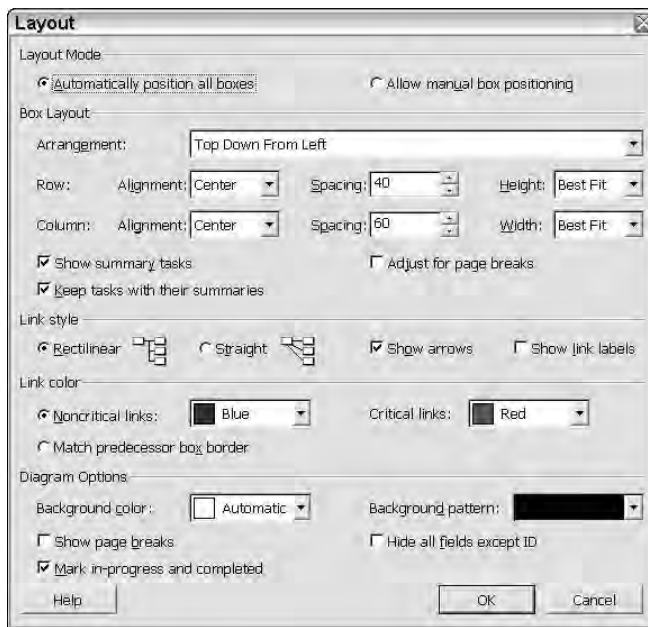 Layout
Layout Mode
Automatically position all boxes Allow manual box positioning
Box Layout
Arrangement: Top Down From Left
Row: Alignment: Center Spacing: 40 Height: Best Fit
Column: Alignment: Center Spacing: 60 Width: Best Fit
Show summary tasks Adjust for page breaks
Keep tasks with their summaries
Link style
Rectilinear Straight Show arrows Show link labels
Link color
Noncritical links: Blue Critical links: Red
Match predecessor box border
Diagram Options
Background color: Automatic Background pattern:
Show page breaks Hide all fields except ID
Mark in-progress and completed
Help OK Cancel